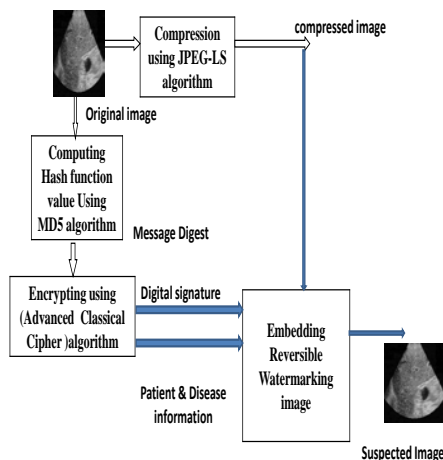 Compression
using JPEG-LS
algorithm
compressed image
Original image
Computing
Hash function
value Using
MD5 algorithm
Message Digest
Encrypting using
(Advanced Classical
Cipher )algorithm
Digital signature
Embedding
Reversible
Watermarking
image
Patient & Disease
information
Suspected Image